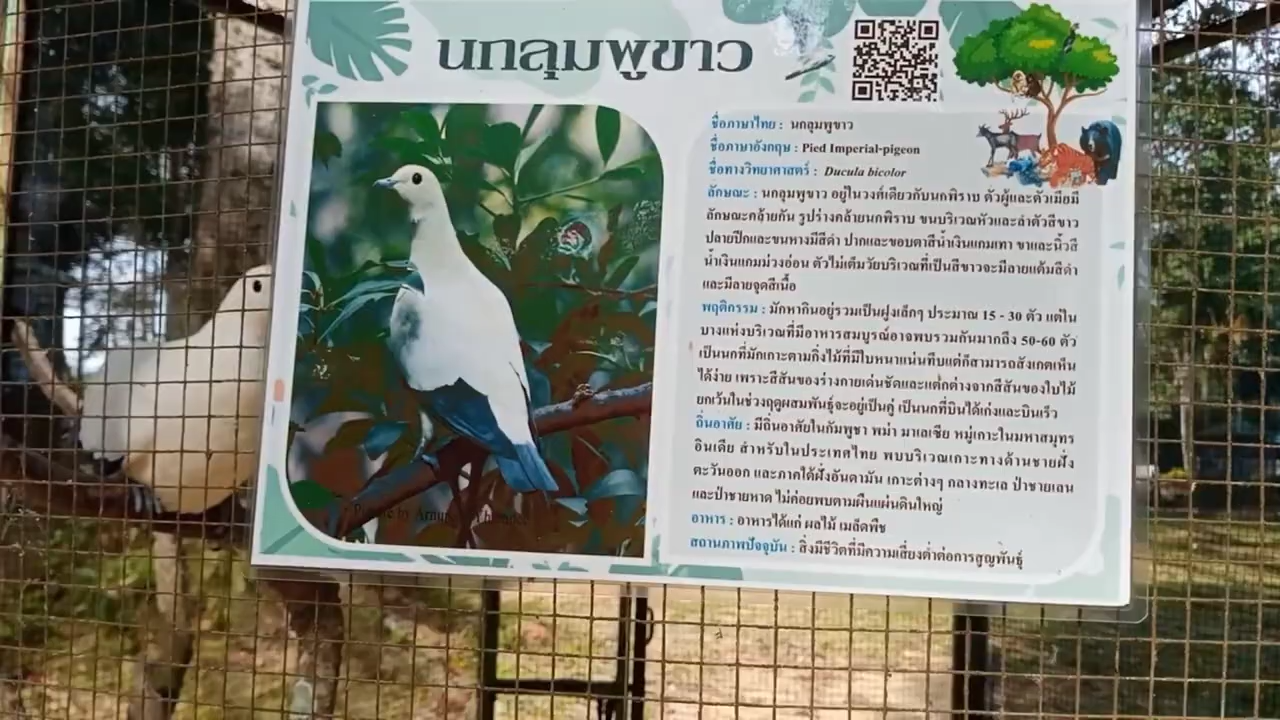 นกลุมพูขาว
ชื่อภาษาไทย : นกลุมพูขาว
ชื่อภาษาอังกฤษ : Pied Imperial-pigeon
ชื่อทางวิทยาศาสตร์ : Ducula bicolor
ลักษณะ : นกลุมพูขาว อยู่ในวงศ์เดียวกับนกพิราบ ตัวผู้และตัวเมียมี
ลักษณะคล้ายกัน รูปร่างคล้ายนกพิราบ ขนบริเวณหัวและลำตัวสีขาว
ปลายปีกและขนหางมีสีดำ ปากและขอบตาสีน้ำเงินแกมเทา ขาและนิ้วสี
น้ำเงินแกมม่วงอ่อน ตัวไม่เต็มวัยบริเวณที่เป็นสีขาวจะมีลายแต้มสีดำ
และมีลายจุดสีเนื้อ
พฤติกรรม : มักหากินอยู่รวมเป็นฝูงเล็กๆ ประมาณ 15 - 30 ตัว แต่ใน
บางแห่งบริเวณที่มีอาหารสมบูรณ์อาจพบรวมกันมากถึง 50-60 ตัว
เป็นนกที่มักเกาะตามกิ่งไม้ที่มีใบหนาแน่นทึบแต่ก็สามารถสังเกตเห็น
ได้ง่าย เพราะสีสันของร่างกายเด่นชัดและแตกต่างจากสีสันของใบไม้
ยกเว้นในช่วงฤดูผสมพันธุ์จะอยู่เป็นคู่ เป็นนกที่บินได้เก่งและบินเร็ว
ถิ่นอาศัย : มีถิ่นอาศัยในกัมพูชา พม่า มาเลเซีย หมู่เกาะในมหาสมุทร
อินเดีย สำหรับในประเทศไทย พบบริเวณเกาะทางด้านชายฝั่ง
ตะวันออก และภาคใต้ฝั่งอันดามัน เกาะต่างๆ กลางทะเล ป่าชายเลน
และป่าชายหาด ไม่ค่อยพบตามผืนแผ่นดินใหญ่
อาหาร : อาหารได้แก่ ผลไม้ เมล็ดพืช
สถานภาพปัจจุบัน : สิ่งมีชีวิตที่มีความเสี่ยงต่ำต่อการสูญพันธุ์
by